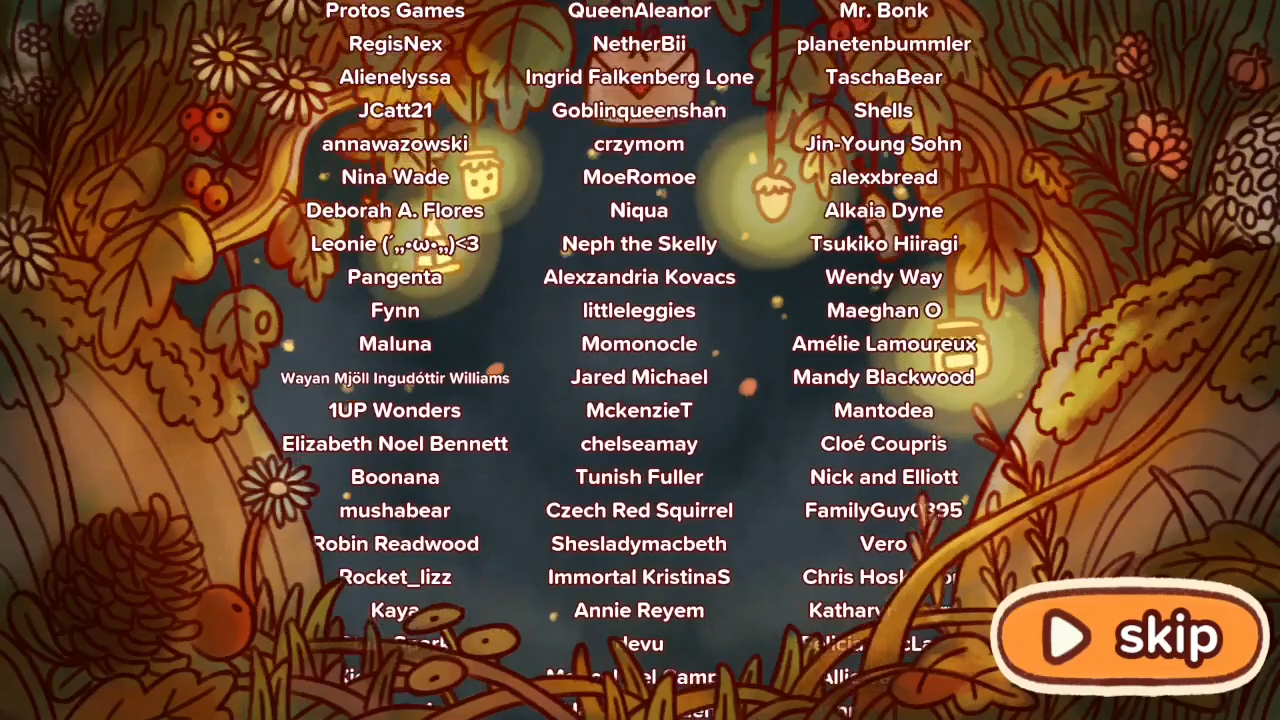 Protos Games QueenAleanor Mr. Bonk
RegisNex NetherBii planetenbummler
Alienelyssa Ingrid Falkenberg Lone TaschaBear
JCatt21 Goblinqueenshan Shells
annawazowski crzymom Jin-Young Sohn
Nina Wade MoeRomoe alexxbread
Deborah A. Flores Niqua Alkaia Dyne
Leonie (´„•ω•„)<3 Neph the Skelly Tsukiko Hiiragi
Pangenta Alexzandria Kovacs Wendy Way
Fynn littleleggies Maeghan O
Maluna Momonocle Amélie Lamoureux
Wayan Mjöll Ingudóttir Williams Jared Michael Mandy Blackwood
1UP Wonders MckenzieT Mantodea
Elizabeth Noel Bennett chelseamay Cloé Coupris
Boonana Tunish Fuller Nick and Elliott
mushabear Czech Red Squirrel
Robin Readwood Shesladymacbeth Vero
Rocket_lizz Immortal KristinaS Chris
Kaya Annie Reyem
devu
skip